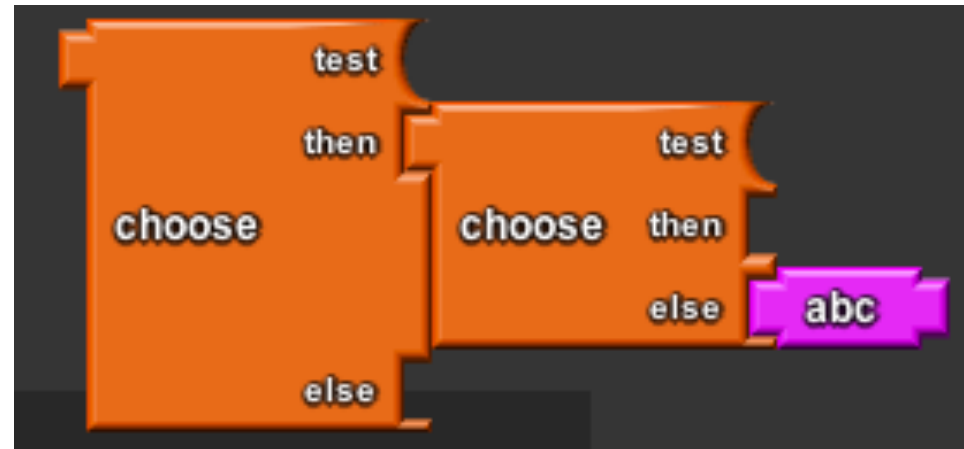 test
then test
choose choose then
else abc
else